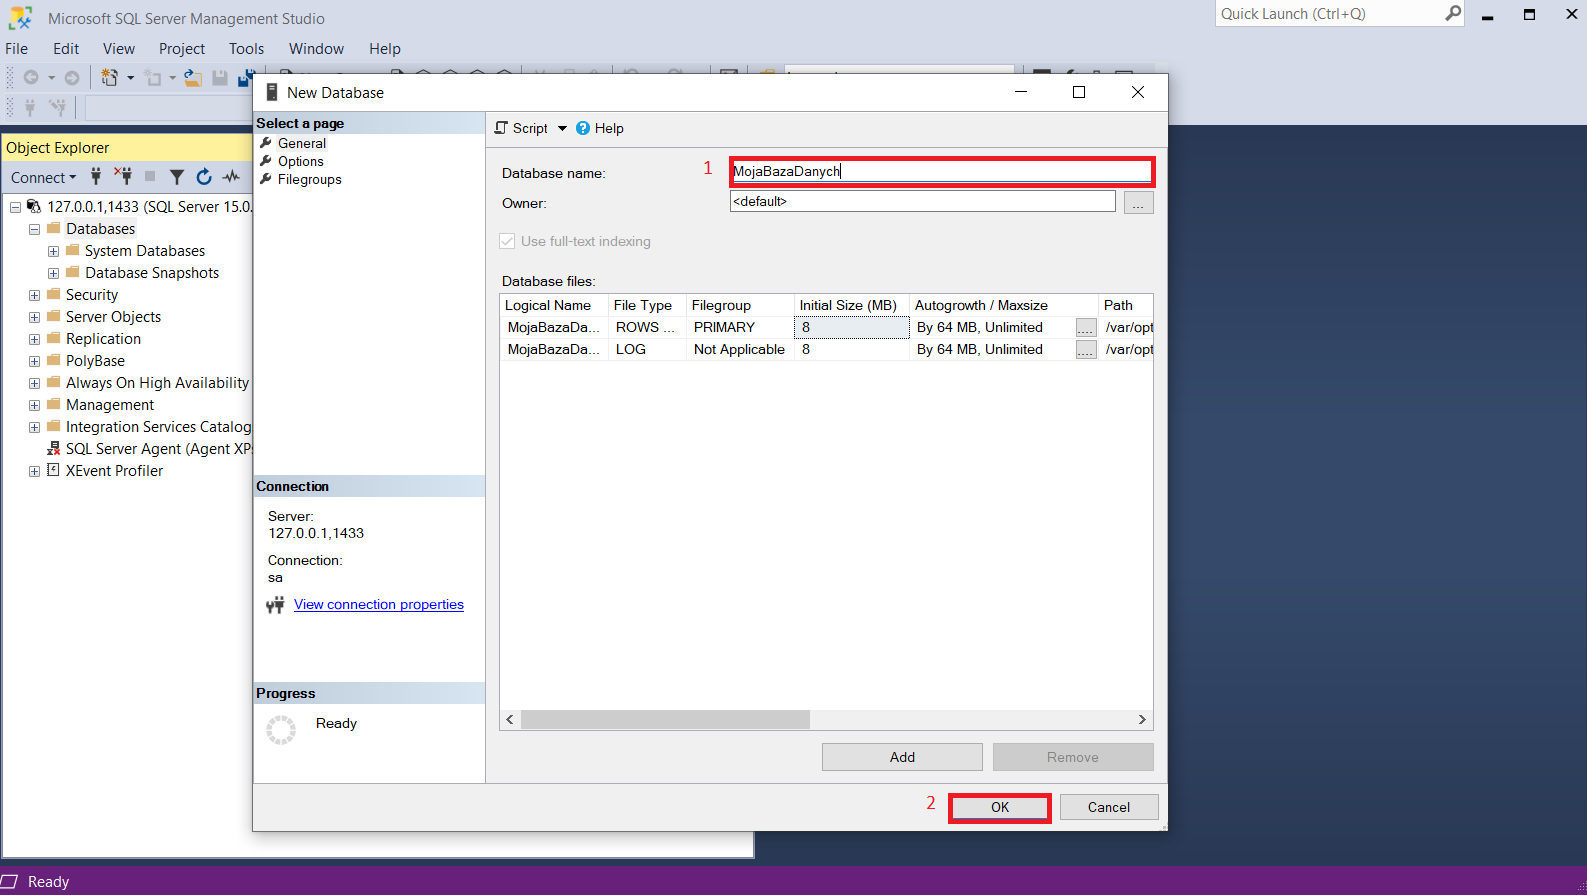 Microsoft SQL Server Management Studio
Quick Launch (Ctrl+Q)
File Edit View Project Tools Window Help
New Database
Select a page
General
Options
Filegroups
Script Help
Object Explorer
Connect
127.0.0.1,1433 (SQL Server 15.0.
Databases
System Databases
Database Snapshots
Security
Server Objects
Replication
PolyBase
Always On High Availability
Management
Integration Services Catalog
SQL Server Agent (Agent XP
XEvent Profiler
Database name: 1 MojaBazaDanych
Owner: <default> ...
Use full-text indexing
Database files:
Logical Name File Type Filegroup Initial Size (MB) Autogrowth / Maxsize Path
MojaBazaDa... ROWS ... PRIMARY 8 By 64 MB, Unlimited .... /var/opt
MojaBazaDa... LOG Not Applicable 8 By 64 MB, Unlimited .... /var/opt
Connection
Server:
127.0.0.1,1433
Connection:
sa
View connection properties
Progress
Ready
Add Remove
2 OK Cancel
Ready